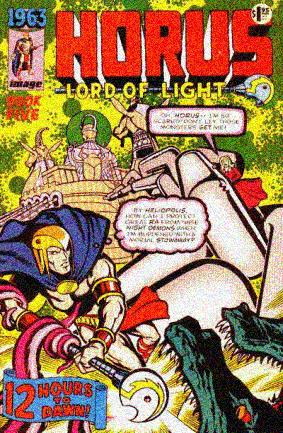 1963
$1.95
HORUS
image
LORD OF LIGHT
BOOK
FIVE
OH, HORUS-- I'M SO
SCARED! DON'T LET THOSE
MONSTERS GET ME!
BY HELIOPOLIS,
HOW CAN I PROTECT
GREAT RA FROM THESE
NIGHT DEMONS WHEN
I'M BURDENED WITH A
MORTAL STOWAWAY?
12 HOURS
TO
DAWN!